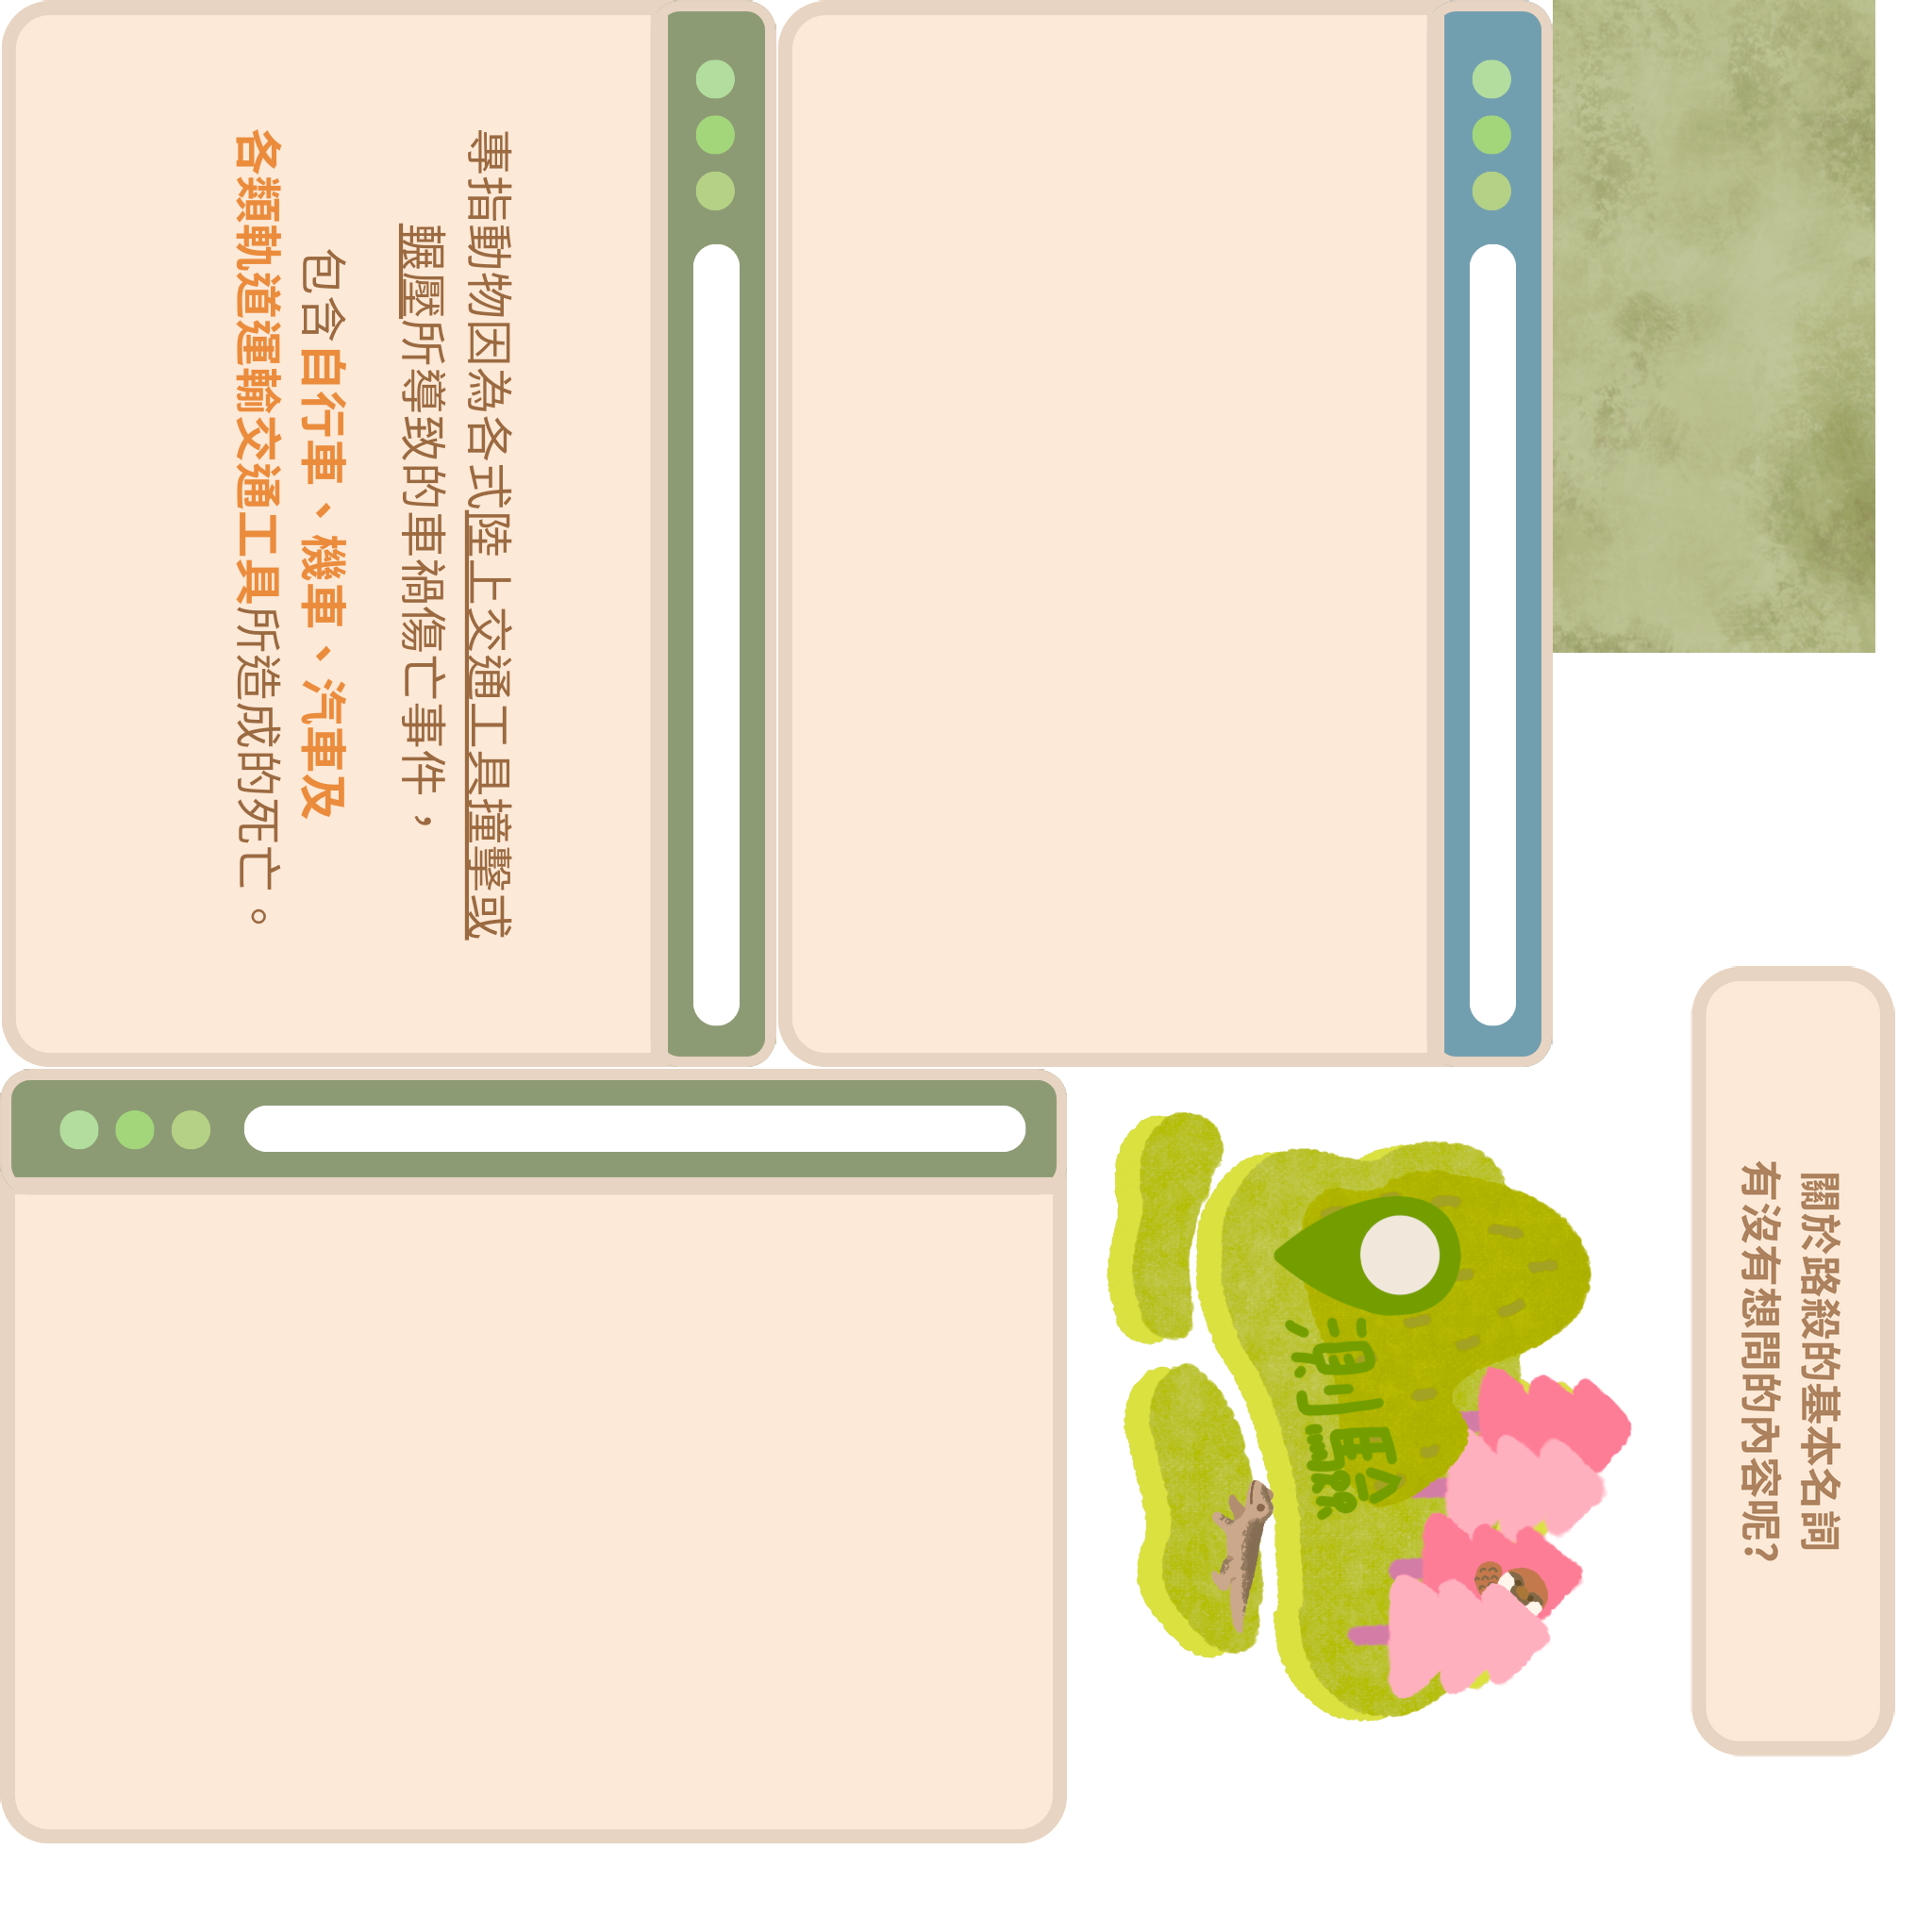 專指動物因為各式陸上交通工具撞擊或
輾壓所導致的車禍傷亡事件，
包含自行車、機車、汽車及
各類軌道運輸交通工具所造成的死亡。
關於路殺的基本名詞
有沒有想問的內容呢?
測驗